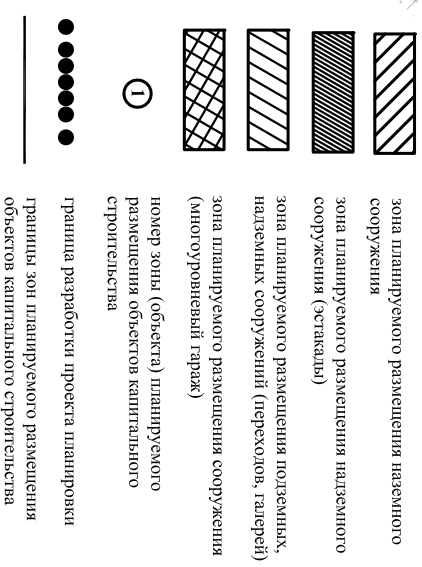 зона планируемого размещения наземного
сооружения
зона планируемого размещения надземного
сооружения (эстакады)
зона планируемого размещения подземных,
надземных сооружений (переходов, галерей)
зона планируемого размещения сооружения
(многоуровневый гараж)
1
номер зоны (объекта) планируемого
размещения объектов капитального
строительства
граница разработки проекта планировки
границы зон планируемого размещения
объектов капитального строительства